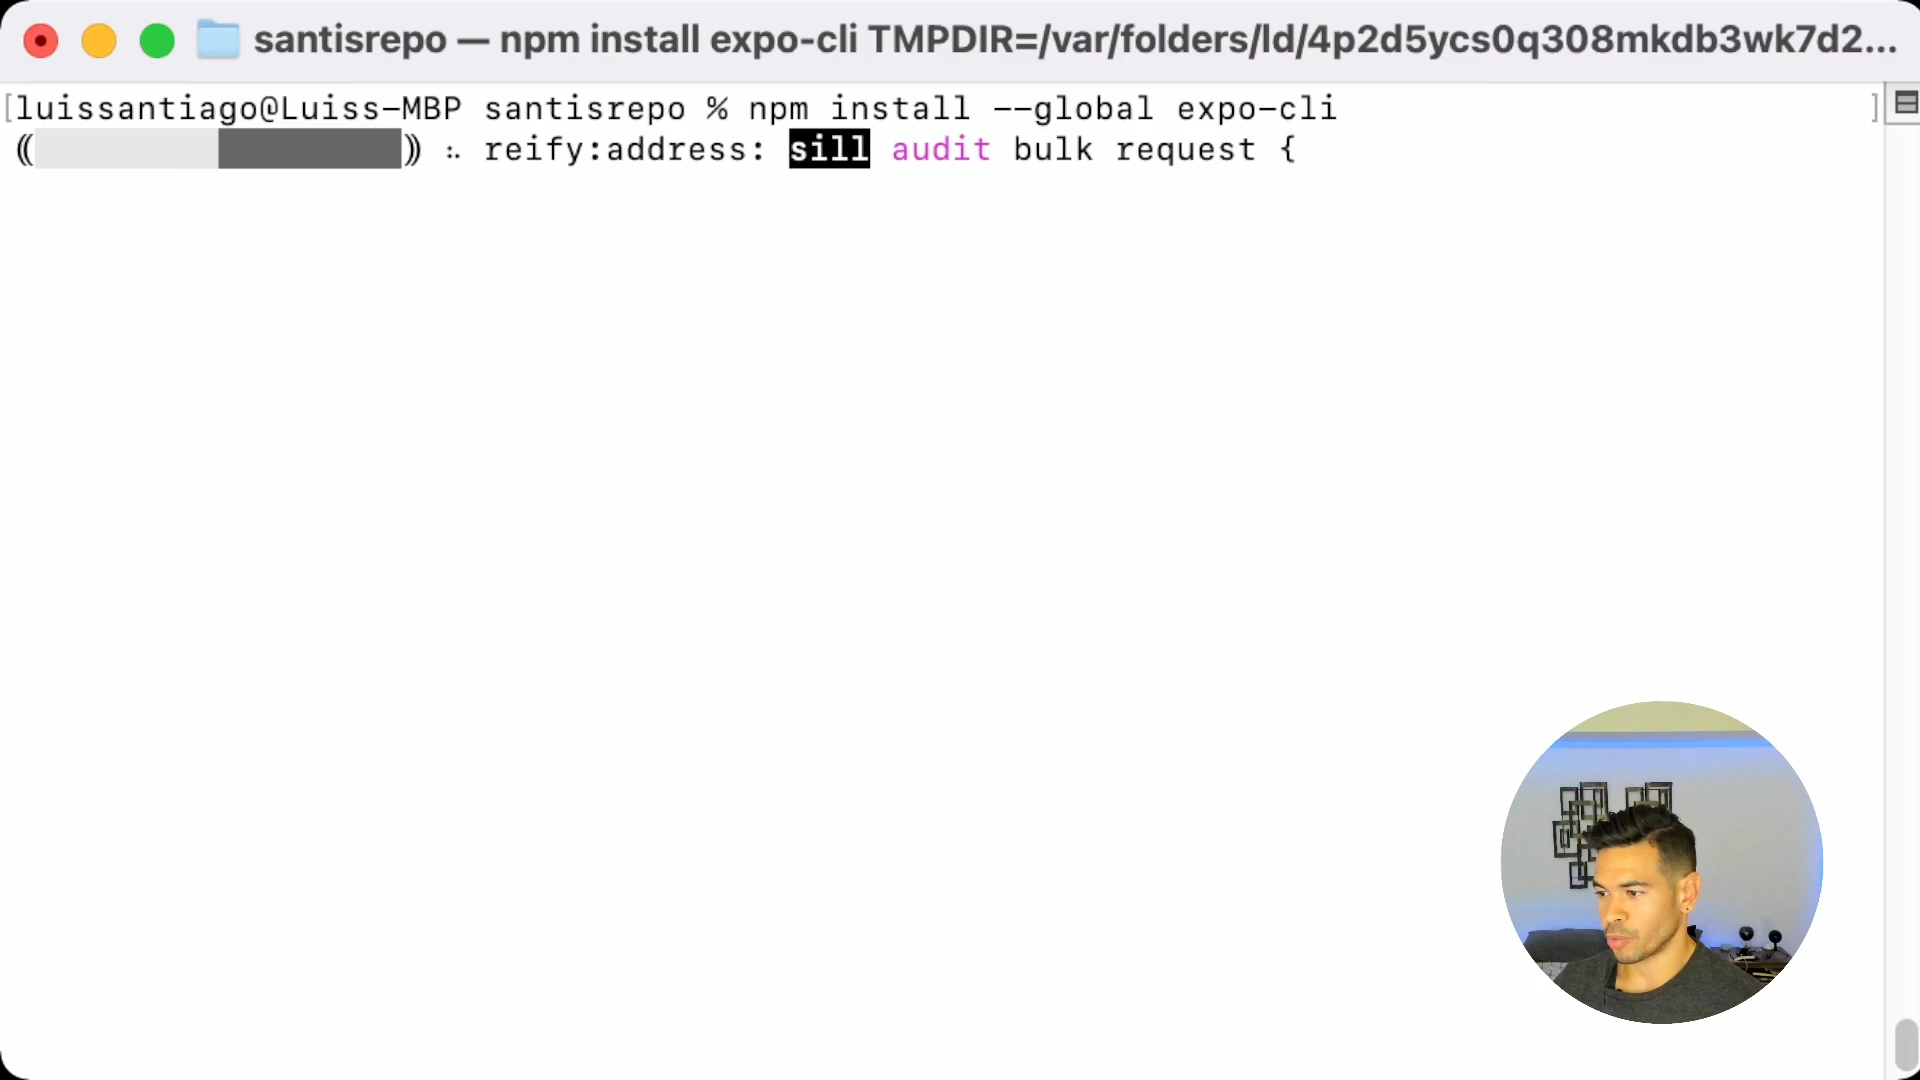 santisrepo — npm install expo-cli TMPDIR=/var/folders/ld/4p2d5ycs0q308mkdb3wk7d2...
[luissantiago@Luiss-MBP santisrepo % npm install --global expo-cli ]
(( )) ⠦ reify:address: sill audit bulk request {